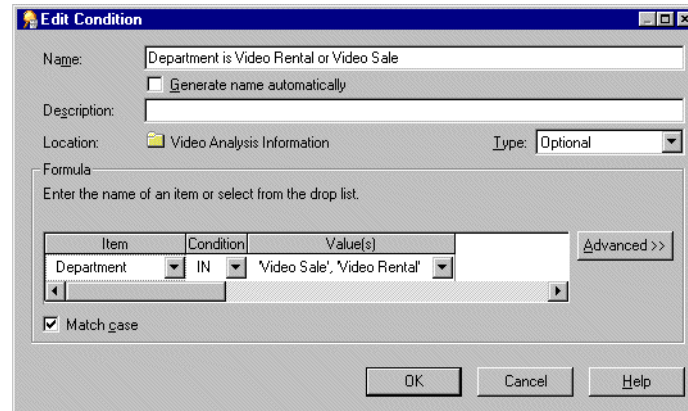 Edit Condition
Name: Department is Video Rental or Video Sale
Generate name automatically
Description:
Location: Video Analysis Information Type: Optional
Formula
Enter the name of an item or select from the drop list.
Item Condition Value(s)
Department IN 'Video Sale', 'Video Rental' Advanced >>
Match case
OK Cancel Help